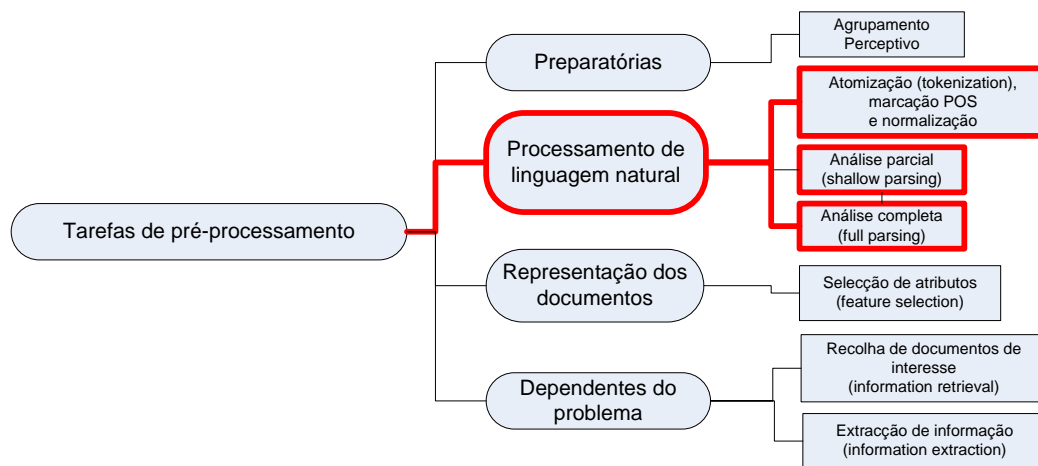 Tarefas de pré-processamento
Preparatórias
Agrupamento
Perceptivo
Processamento de
linguagem natural
Atomização (tokenization),
marcação POS
e normalização
Análise parcial
(shallow parsing)
Análise completa
(full parsing)
Representação dos
documentos
Selecção de atributos
(feature selection)
Dependentes do
problema
Recolha de documentos de
interesse
(information retrieval)
Extracção de informação
(information extraction)